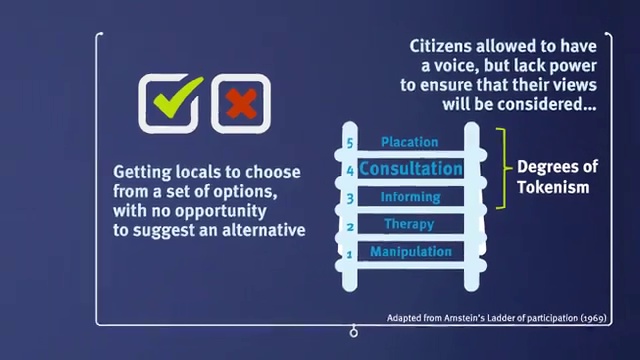 Citizens allowed to have
a voice, but lack power
to ensure that their views
will be considered...
Getting locals to choose
from a set of options,
with no opportunity
to suggest an alternative
5 Placation
4 Consultation
3 Informing
2 Therapy
1 Manipulation
Degrees of
Tokenism
Adapted from Arnstein's Ladder of participation (1969)